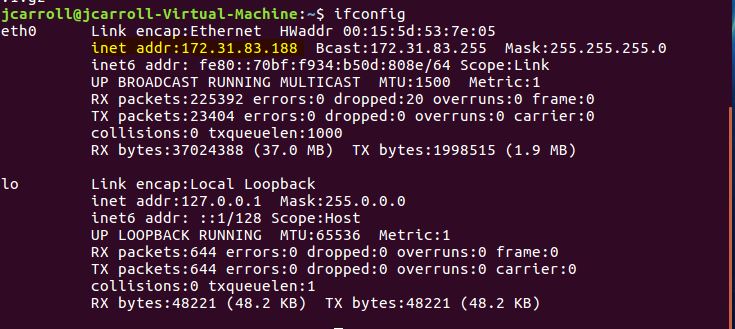 jcarroll@jcarroll-Virtual-Machine:~$ ifconfig
eth0 Link encap:Ethernet HWaddr 00:15:5d:53:7e:05
inet addr:172.31.83.188 Bcast:172.31.83.255 Mask:255.255.255.0
inet6 addr: fe80::70bf:f934:b50d:808e/64 Scope:Link
UP BROADCAST RUNNING MULTICAST MTU:1500 Metric:1
RX packets:225392 errors:0 dropped:20 overruns:0 frame:0
TX packets:23404 errors:0 dropped:0 overruns:0 carrier:0
collisions:0 txqueuelen:1000
RX bytes:37024388 (37.0 MB) TX bytes:1998515 (1.9 MB)
lo Link encap:Local Loopback
inet addr:127.0.0.1 Mask:255.0.0.0
inet6 addr: ::1/128 Scope:Host
UP LOOPBACK RUNNING MTU:65536 Metric:1
RX packets:644 errors:0 dropped:0 overruns:0 frame:0
TX packets:644 errors:0 dropped:0 overruns:0 carrier:0
collisions:0 txqueuelen:1
RX bytes:48221 (48.2 KB) TX bytes:48221 (48.2 KB)